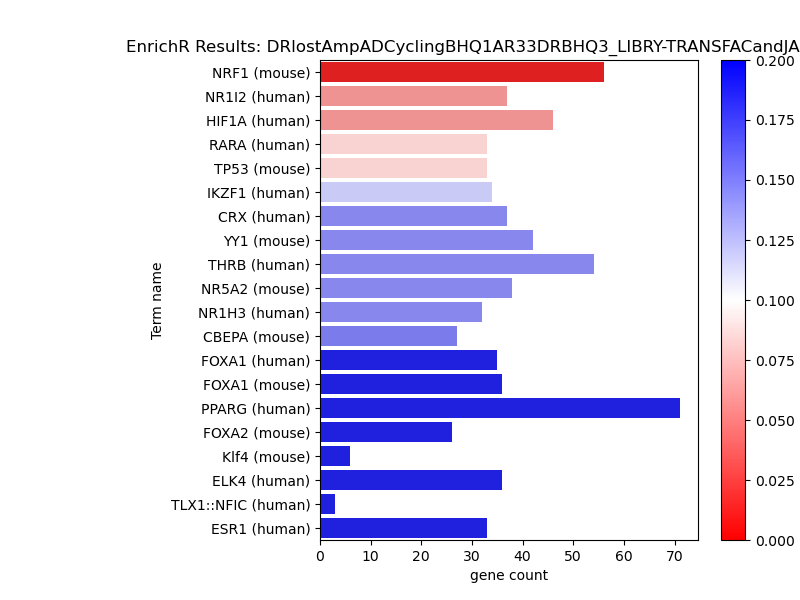 EnrichR Results: DRlostAmpADCyclingBHQ1AR33DRBHQ3_LIBRY-TRANSFACandJA
NRF1 (mouse)
NR1I2 (human)
HIF1A (human)
RARA (human)
TP53 (mouse)
IKZF1 (human)
CRX (human)
YY1 (mouse)
THRB (human)
NR5A2 (mouse)
NR1H3 (human)
CBEPA (mouse)
FOXA1 (human)
FOXA1 (mouse)
PPARG (human)
FOXA2 (mouse)
Klf4 (mouse)
ELK4 (human)
TLX1::NFIC (human)
ESR1 (human)
Term name
0 10 20 30 40 50 60 70
gene count
0.200
0.175
0.150
0.125
0.100
0.075
0.050
0.025
0.000